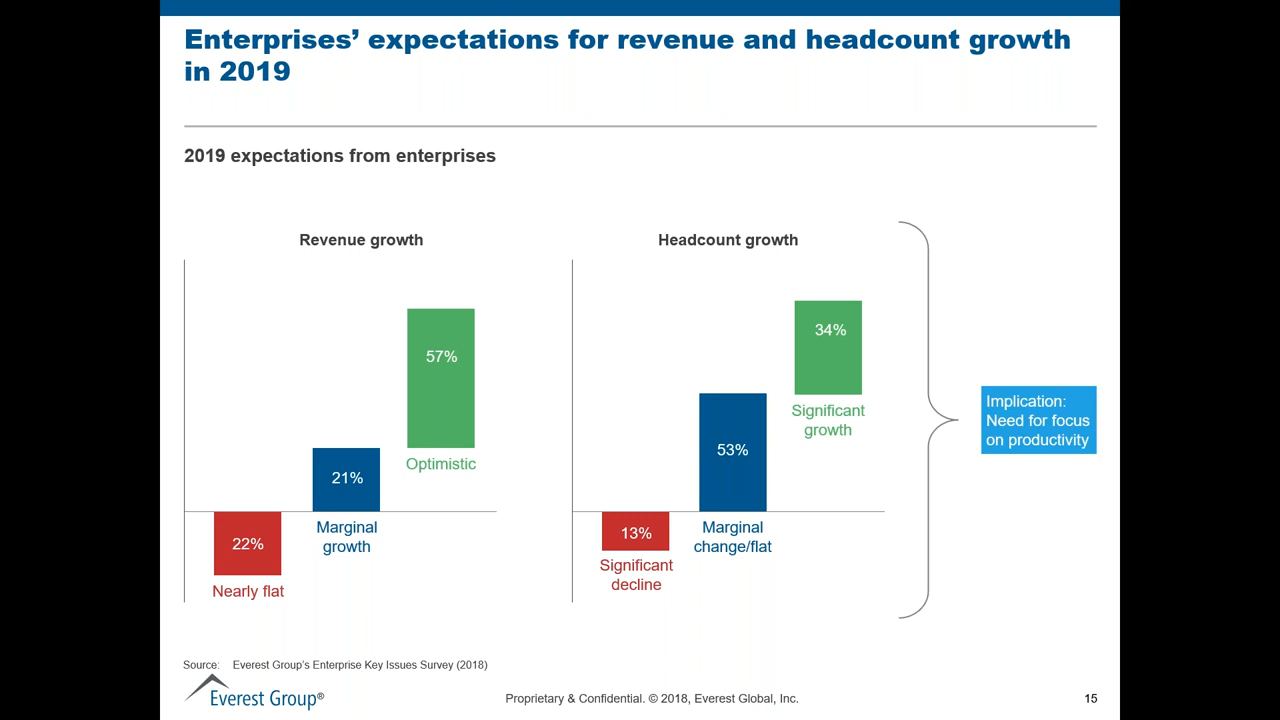 Enterprises’ expectations for revenue and headcount growth
in 2019
2019 expectations from enterprises
Revenue growth
57%
Optimistic
21%
Marginal
growth
22%
Nearly flat
Headcount growth
34%
Significant
growth
53%
Marginal
change/flat
13%
Significant
decline
Implication:
Need for focus
on productivity
Source: Everest Group’s Enterprise Key Issues Survey (2018)
Everest Group®
Proprietary & Confidential. © 2018, Everest Global, Inc.
15